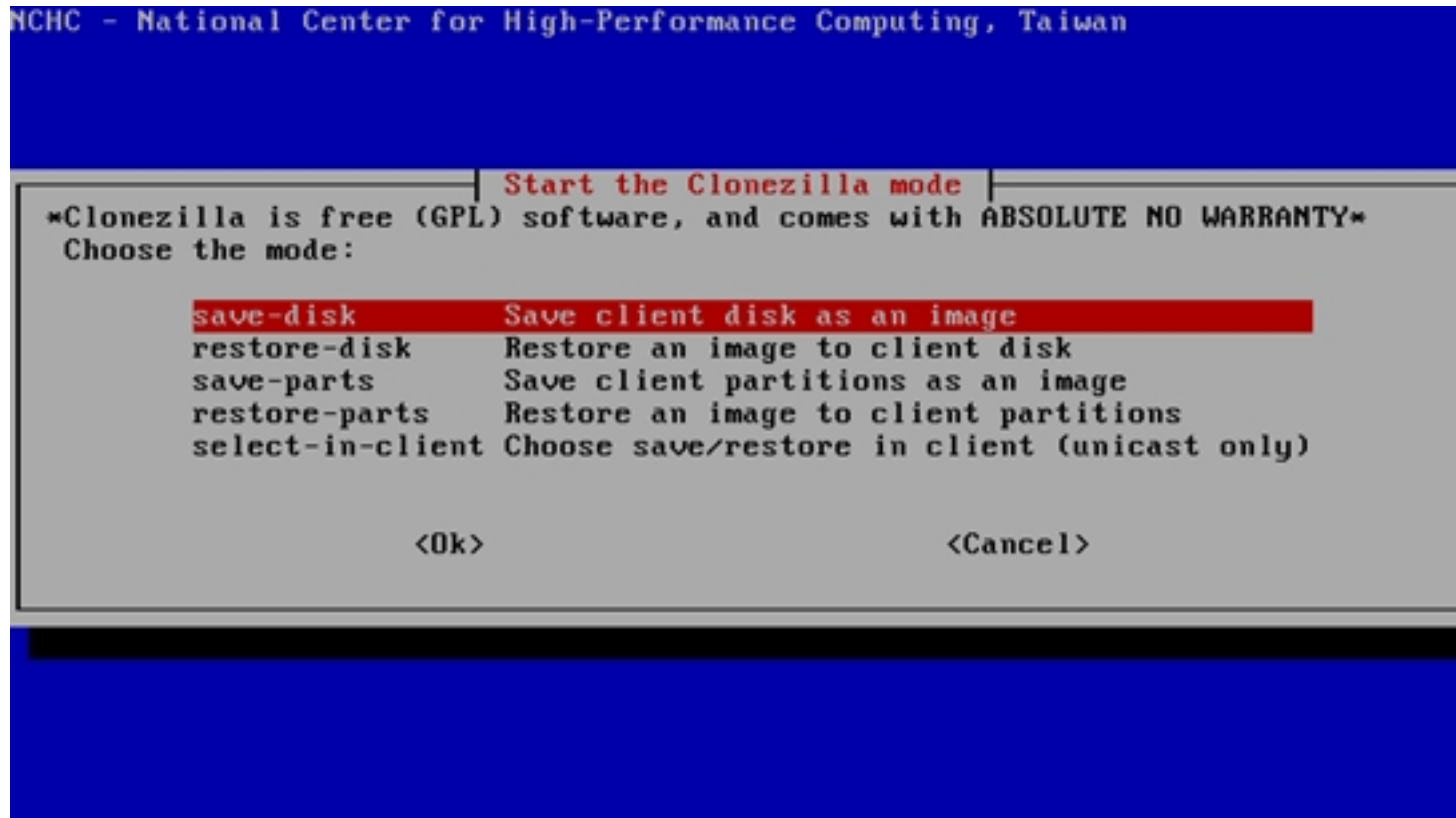 NCHC - National Center for High-Performance Computing, Taiwan
Start the Clonezilla mode
*Clonezilla is free (GPL) software, and comes with ABSOLUTE NO WARRANTY*
Choose the mode:
save-disk Save client disk as an image
restore-disk Restore an image to client disk
save-parts Save client partitions as an image
restore-parts Restore an image to client partitions
select-in-client Choose save/restore in client (unicast only)
<Ok> <Cancel>